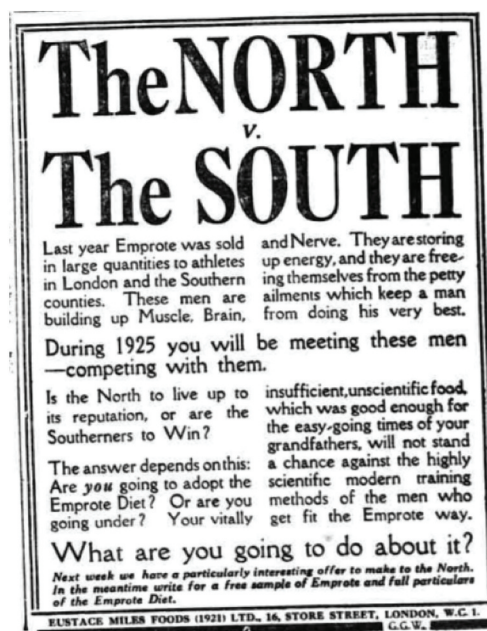 The NORTH
v.
The SOUTH
Last year Emprote was sold
in large quantities to athletes
in London and the Southern
counties. These men are
building up Muscle, Brain,
and Nerve. They are storing
up energy, and they are free-
ing themselves from the petty
ailments which keep a man
from doing his very best.
During 1925 you will be meeting these men
—competing with them.
Is the North to live up to
its reputation, or are the
Southerners to Win?
The answer depends on this:
Are you going to adopt the
Emprote Diet? Or are you
going under? Your vitally
insufficient, unscientific food,
which was good enough for
the easy-going times of your
grandfathers, will not stand
a chance against the highly
scientific modern training
methods of the men who
get fit the Emprote way.
What are you going to do about it?
Next week we have a particularly interesting offer to make to the North.
In the meantime write for a free sample of Emprote and full particulars
of the Emprote Diet.
EUSTACE MILES FOODS (1921) LTD., 16, STORE STREET, LONDON, W.C. 1.
G.G.W.